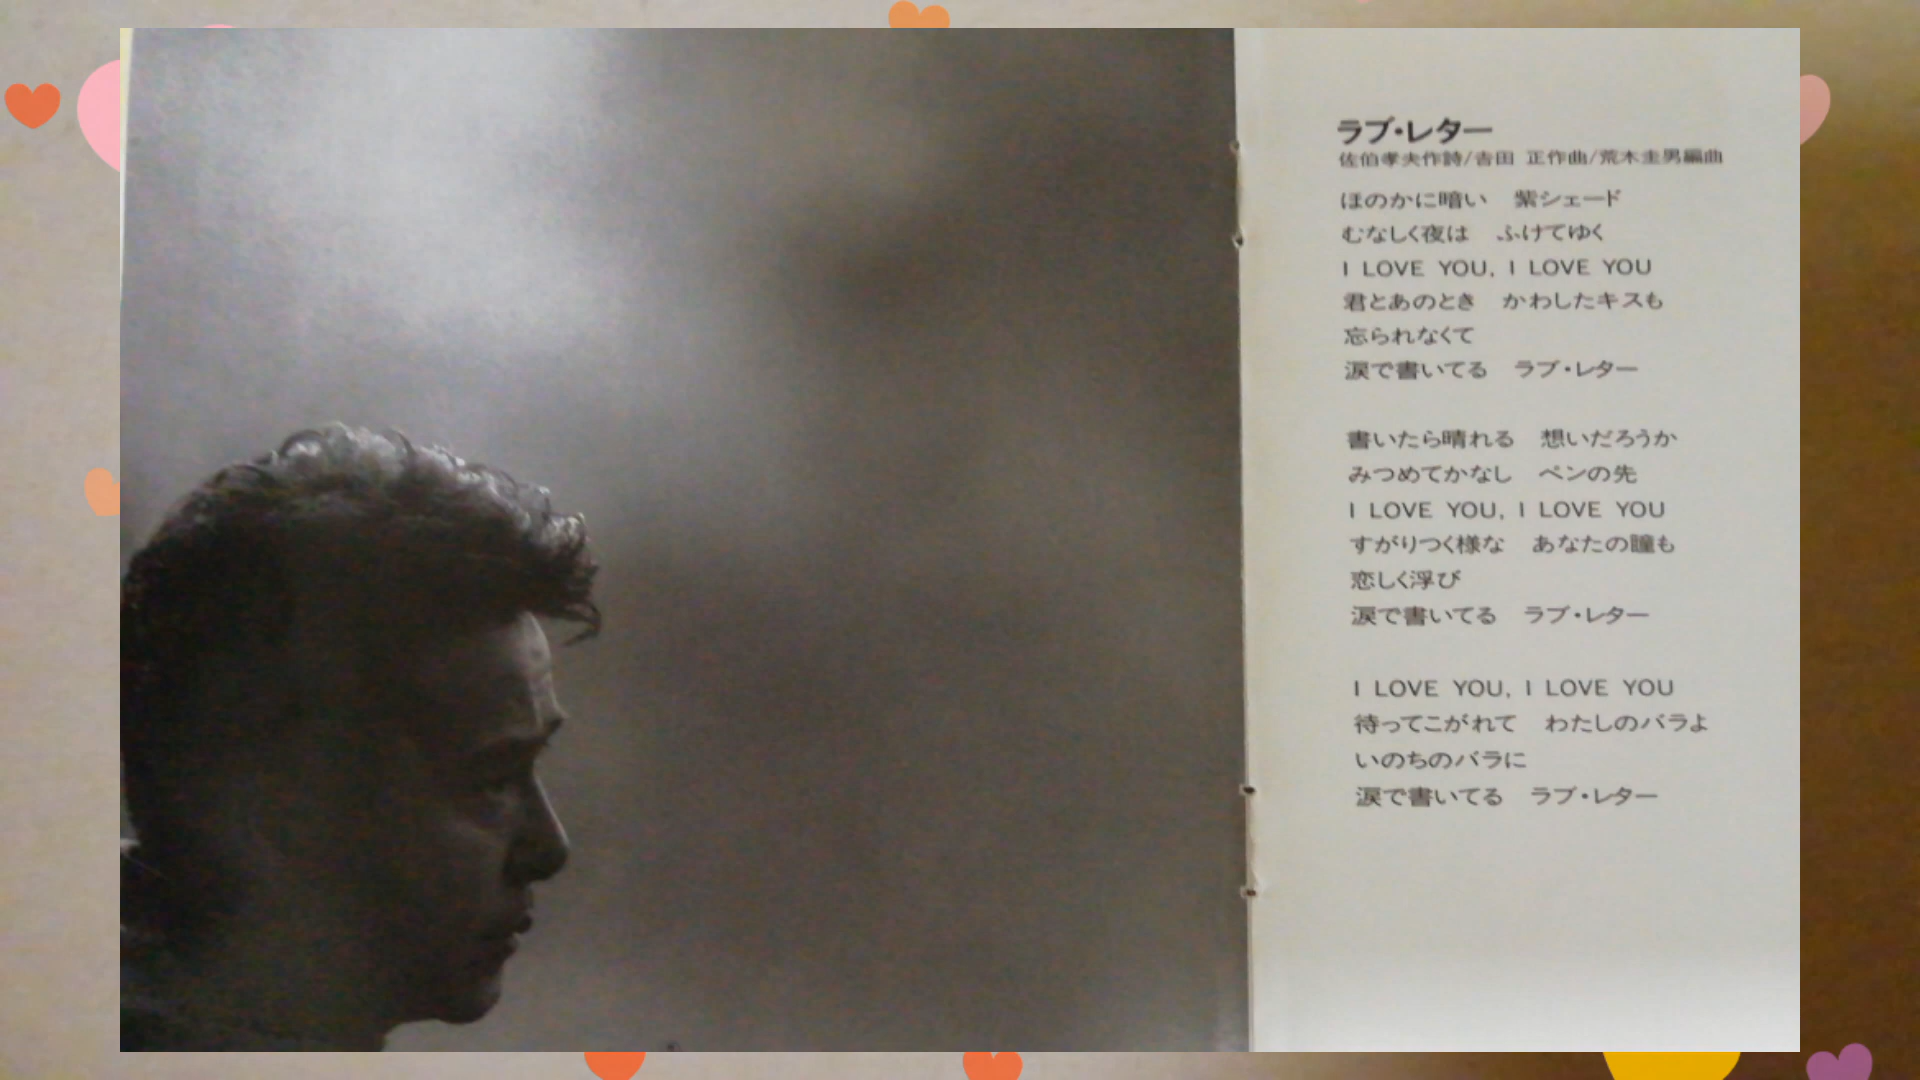 ラブ・レター
佐伯孝夫作詩/吉田 正作曲/荒木圭男編曲
ほのかに暗い　紫シェード
むなしく夜は　ふけてゆく
I LOVE YOU, I LOVE YOU
君とあのとき　かわしたキスも
忘られなくて
涙で書いてる　ラブ・レター
書いたら晴れる　想いだろうか
みつめてかなし　ペンの先
I LOVE YOU, I LOVE YOU
すがりつく様な　あなたの瞳も
恋しく浮び
涙で書いてる　ラブ・レター
I LOVE YOU, I LOVE YOU
待ってこがれて　わたしのバラよ
いのちのバラに
涙で書いてる　ラブ・レター